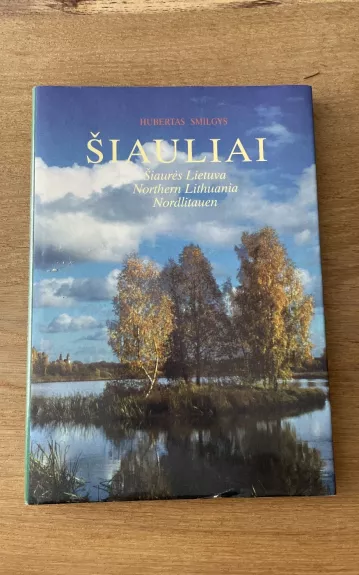 HUBERTAS SMILGYS
ŠIAULIAI
Šiaurės Lietuva
Northern Lithuania
Nordlitauen